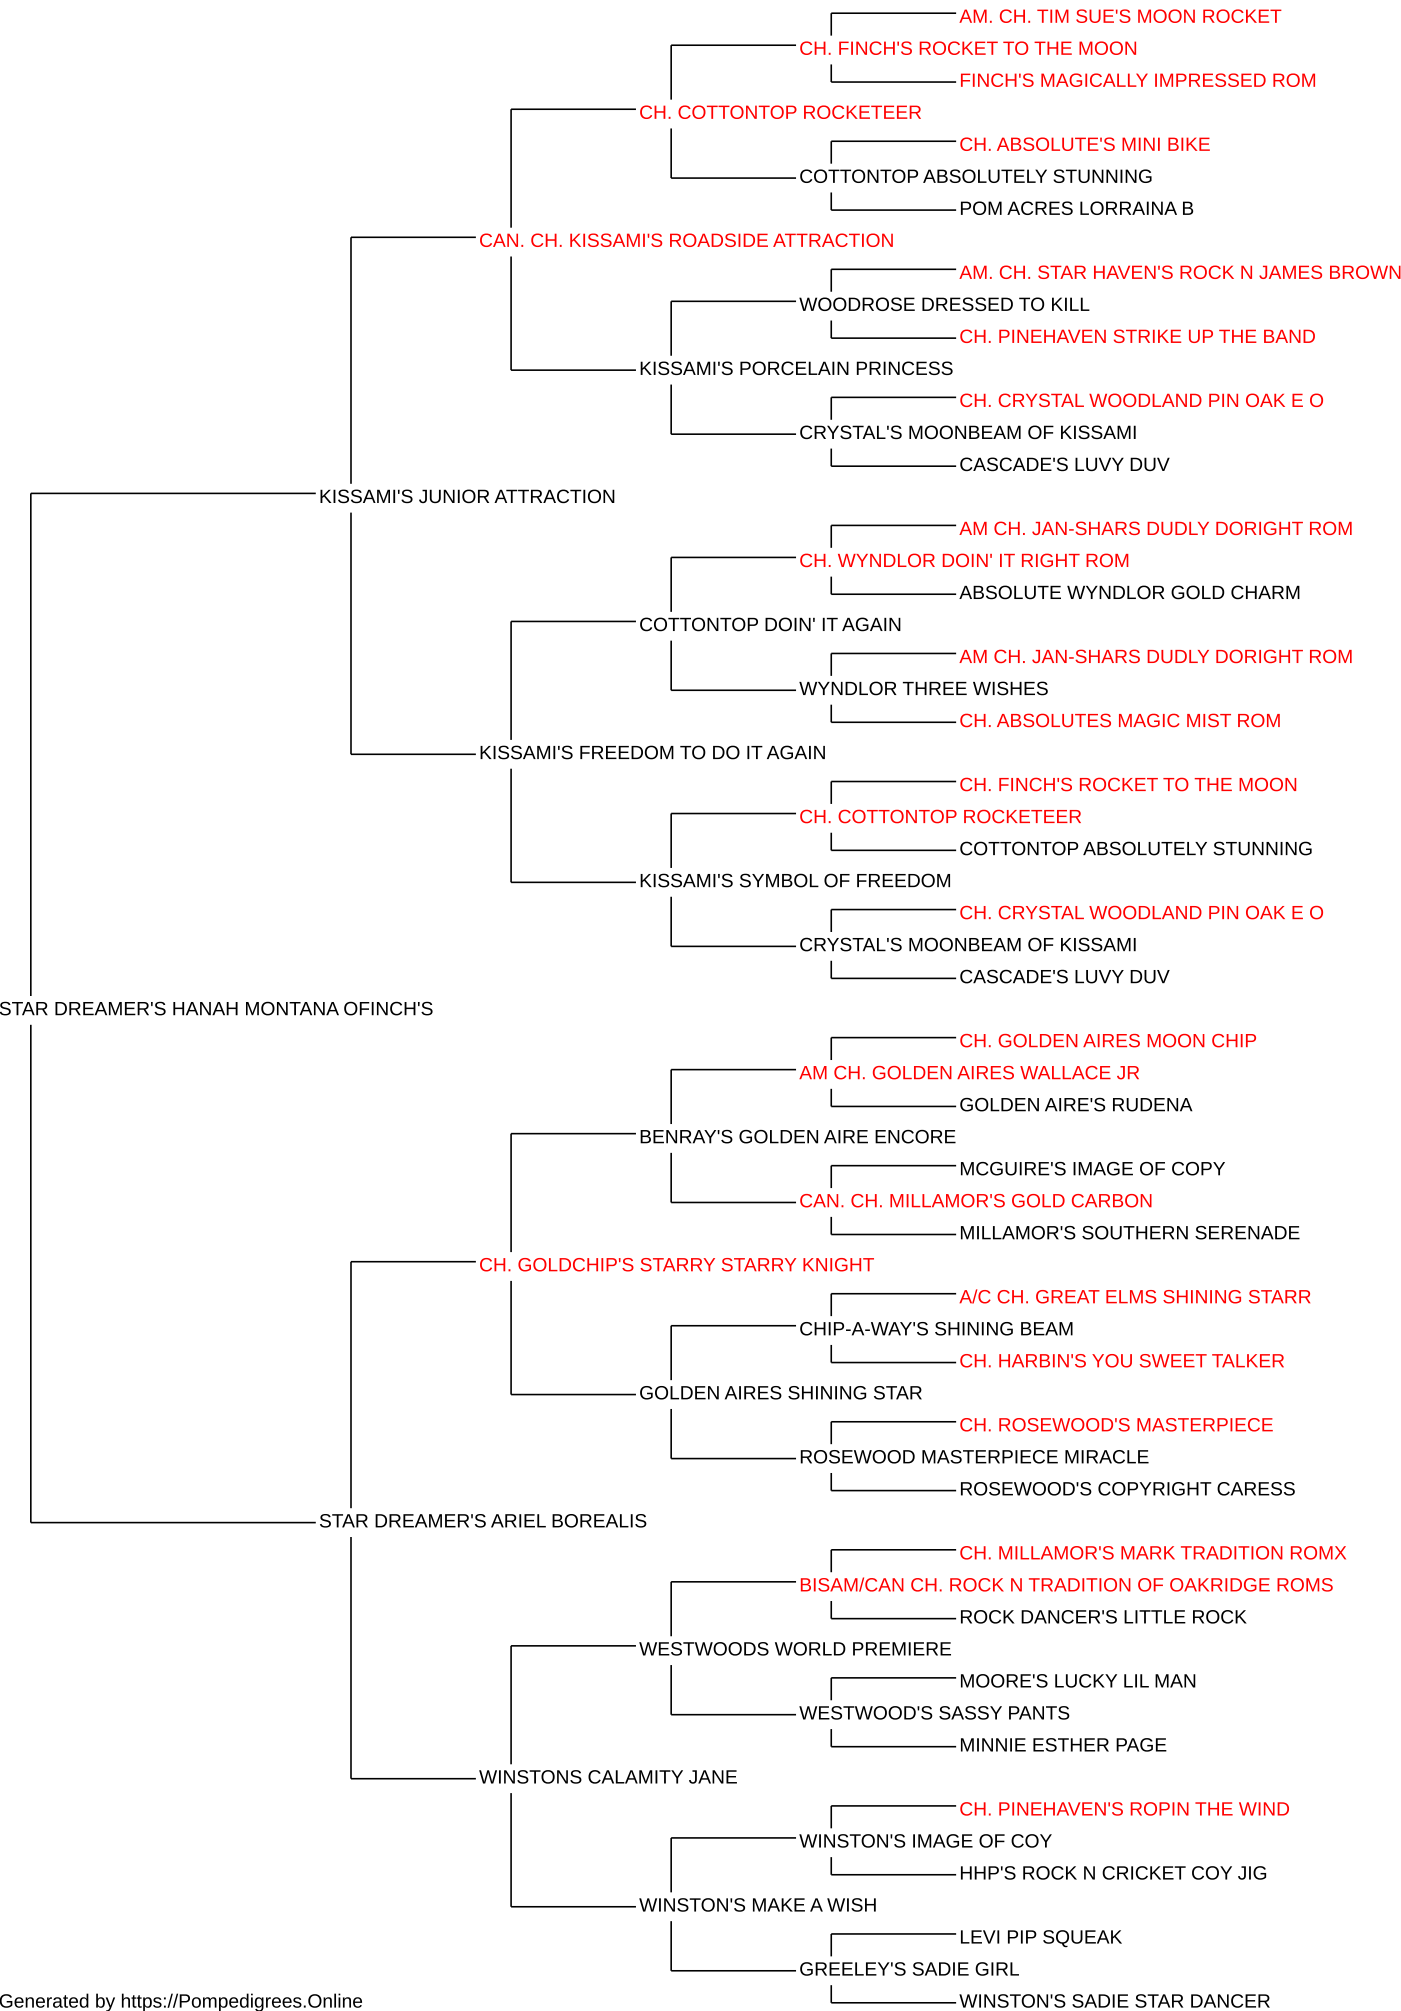 AM. CH. TIM SUE'S MOON ROCKET
CH. FINCH'S ROCKET TO THE MOON
FINCH'S MAGICALLY IMPRESSED ROM
CH. COTTONTOP ROCKETEER
CH. ABSOLUTE'S MINI BIKE
COTTONTOP ABSOLUTELY STUNNING
POM ACRES LORRAINA B
CAN. CH. KISSAMI'S ROADSIDE ATTRACTION
AM. CH. STAR HAVEN'S ROCK N JAMES BROWN
WOODROSE DRESSED TO KILL
CH. PINEHAVEN STRIKE UP THE BAND
KISSAMI'S PORCELAIN PRINCESS
CH. CRYSTAL WOODLAND PIN OAK E O
CRYSTAL'S MOONBEAM OF KISSAMI
CASCADE'S LUVY DUV
KISSAMI'S JUNIOR ATTRACTION
AM CH. JAN-SHARS DUDLY DORIGHT ROM
CH. WYNDLOR DOIN' IT RIGHT ROM
ABSOLUTE WYNDLOR GOLD CHARM
COTTONTOP DOIN' IT AGAIN
AM CH. JAN-SHARS DUDLY DORIGHT ROM
WYNDLOR THREE WISHES
CH. ABSOLUTES MAGIC MIST ROM
KISSAMI'S FREEDOM TO DO IT AGAIN
CH. FINCH'S ROCKET TO THE MOON
CH. COTTONTOP ROCKETEER
COTTONTOP ABSOLUTELY STUNNING
KISSAMI'S SYMBOL OF FREEDOM
CH. CRYSTAL WOODLAND PIN OAK E O
CRYSTAL'S MOONBEAM OF KISSAMI
CASCADE'S LUVY DUV
STAR DREAMER'S HANAH MONTANA OFINCH'S
CH. GOLDEN AIRES MOON CHIP
AM CH. GOLDEN AIRES WALLACE JR
GOLDEN AIRE'S RUDENA
BENRAY'S GOLDEN AIRE ENCORE
MCGUIRE'S IMAGE OF COPY
CAN. CH. MILLAMOR'S GOLD CARBON
MILLAMOR'S SOUTHERN SERENADE
CH. GOLDCHIP'S STARRY STARRY KNIGHT
A/C CH. GREAT ELMS SHINING STARR
CHIP-A-WAY'S SHINING BEAM
CH. HARBIN'S YOU SWEET TALKER
GOLDEN AIRES SHINING STAR
CH. ROSEWOOD'S MASTERPIECE
ROSEWOOD MASTERPIECE MIRACLE
ROSEWOOD'S COPYRIGHT CARESS
STAR DREAMER'S ARIEL BOREALIS
CH. MILLAMOR'S MARK TRADITION ROMX
BISAM/CAN CH. ROCK N TRADITION OF OAKRIDGE ROMS
ROCK DANCER'S LITTLE ROCK
WESTWOODS WORLD PREMIERE
MOORE'S LUCKY LIL MAN
WESTWOOD'S SASSY PANTS
MINNIE ESTHER PAGE
WINSTONS CALAMITY JANE
CH. PINEHAVEN'S ROPIN THE WIND
WINSTON'S IMAGE OF COY
HHP'S ROCK N CRICKET COY JIG
WINSTON'S MAKE A WISH
LEVI PIP SQUEAK
GREELEY'S SADIE GIRL
WINSTON'S SADIE STAR DANCER
Generated by https://Pompedigrees.Online